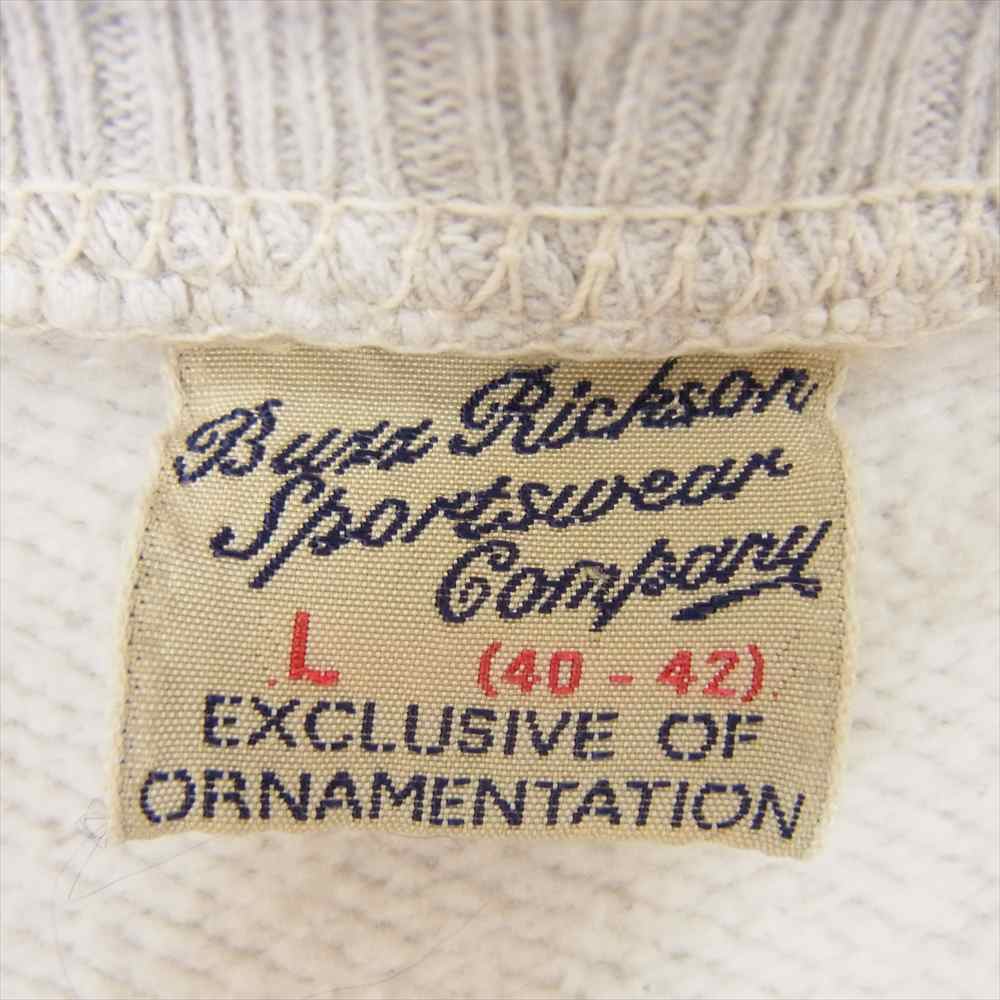 Buzz Rickson
Sportswear
Company
L (40 - 42)
EXCLUSIVE OF
ORNAMENTATION